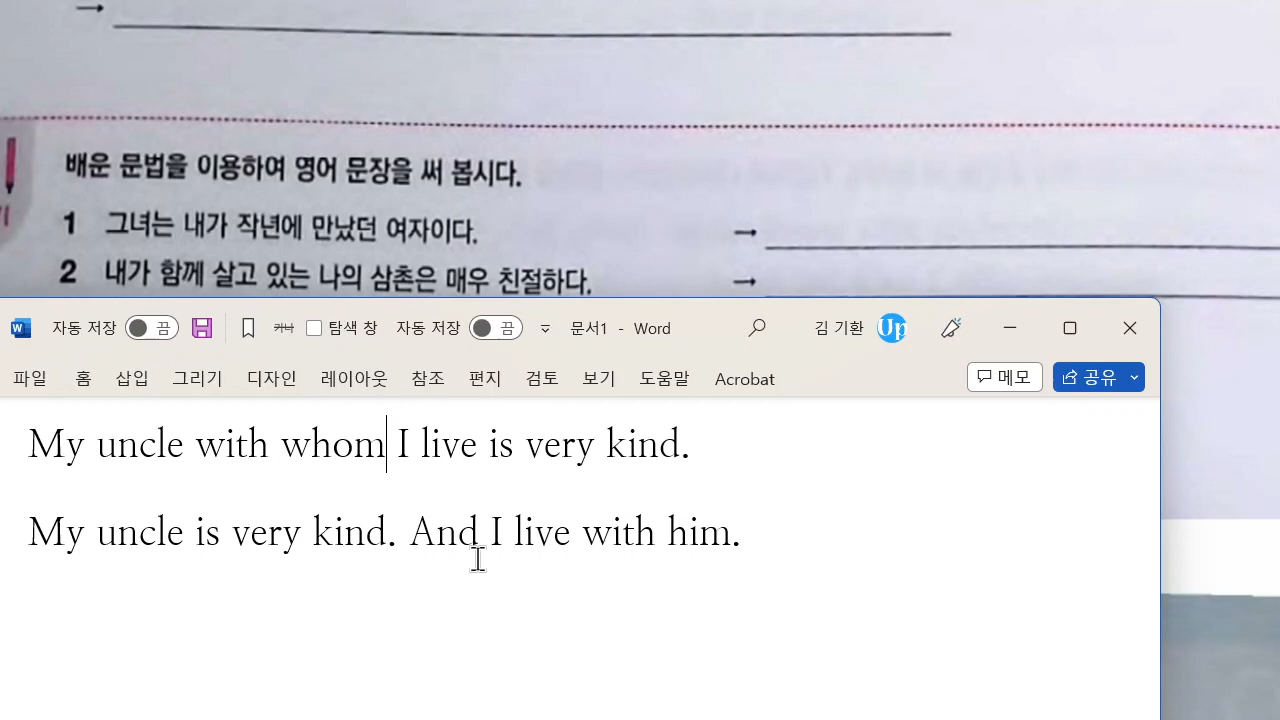 →
배운 문법을 이용하여 영어 문장을 써 봅시다.
1 그녀는 내가 작년에 만났던 여자이다. →
2 내가 함께 살고 있는 나의 삼촌은 매우 친절하다. →
자동 저장 끔 탐색 창 자동 저장 끔 문서1 - Word 김 기환 Up
파일 홈 삽입 그리기 디자인 레이아웃 참조 편지 검토 보기 도움말 Acrobat 메모 공유
My uncle with whom I live is very kind.
My uncle is very kind. And I live with him.